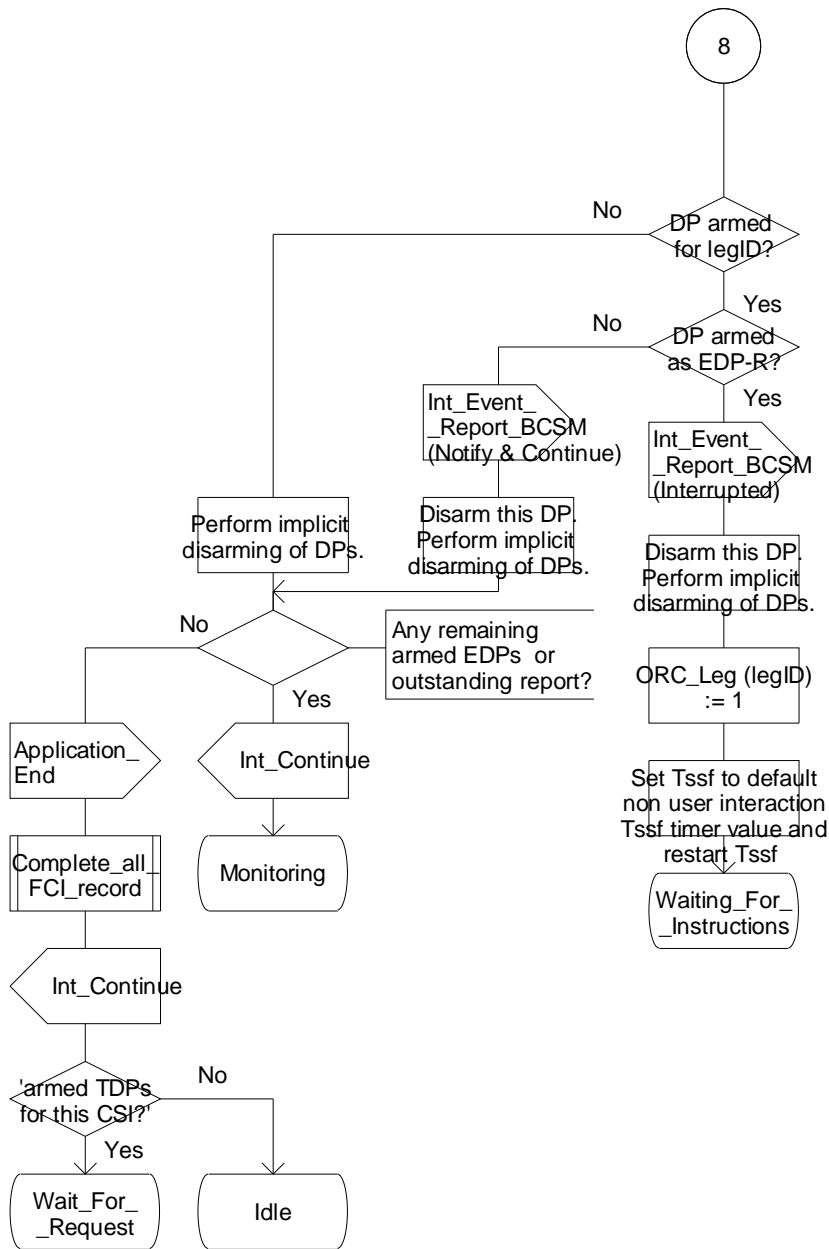 8
No
DP armed
for legID?
Yes
No
DP armed
as EDP-R?
Yes
Int_Event_
_Report_BCSM
(Notify & Continue)
Int_Event_
_Report_BCSM
(Interrupted)
Perform implicit
disarming of DPs.
Disarm this DP.
Perform implicit
disarming of DPs.
Disarm this DP.
Perform implicit
disarming of DPs.
No
Any remaining
armed EDPs  or
outstanding report?
Yes
ORC_Leg (legID)
:= 1
Application_
End
Int_Continue
Set Tssf to default
non user interaction
Tssf timer value and
restart Tssf
Complete_all_
FCI_record
Monitoring
Waiting_For_
_Instructions
Int_Continue
'armed TDPs
for this CSI?'
No
Yes
Wait_For_
_Request
Idle